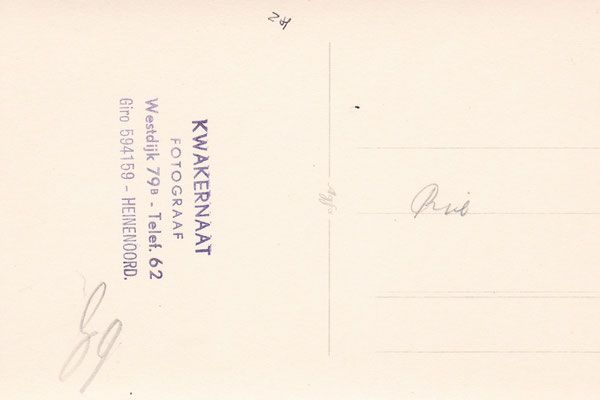 KWAKERNAAT
FOTOGRAAF
Westdijk 79B - Telef. 62
Giro 594159 - HEINENOORD.